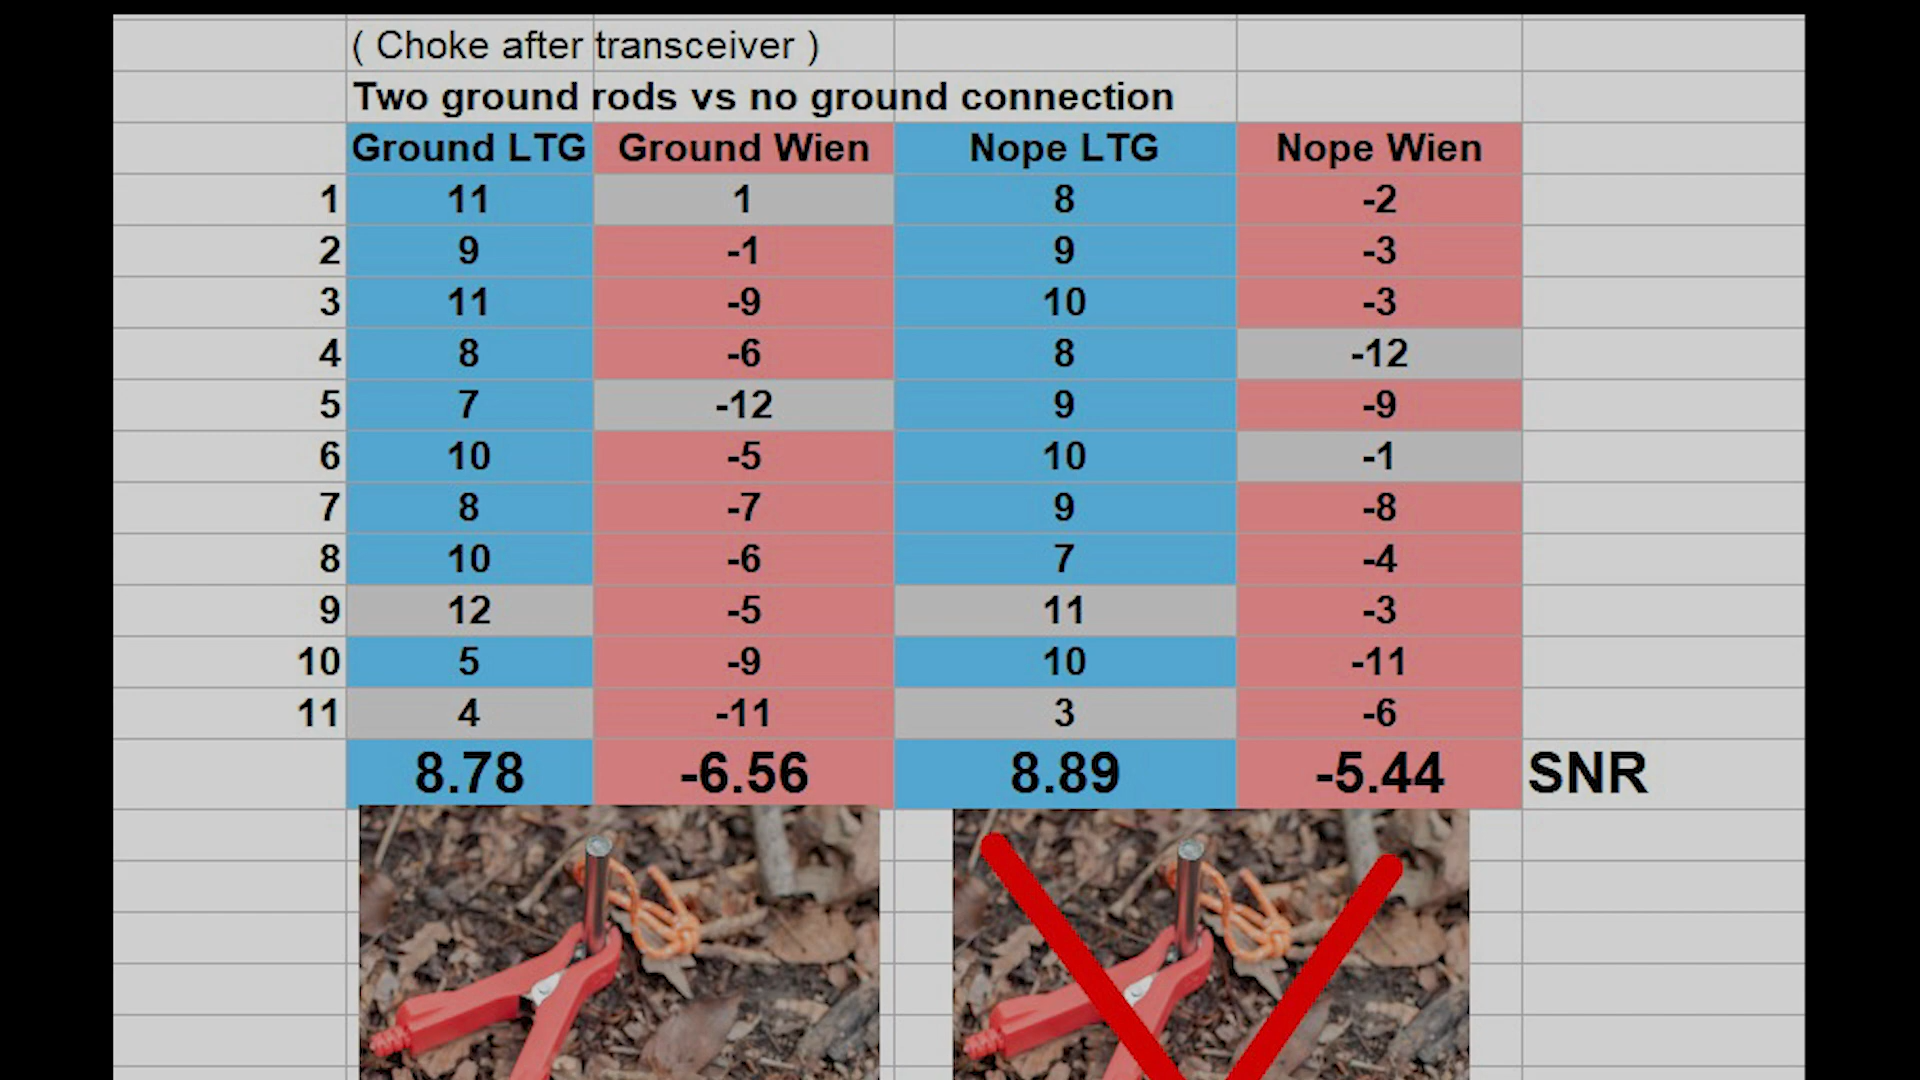 ( Choke after transceiver )
Two ground rods vs no ground connection
Ground LTG Ground Wien Nope LTG Nope Wien
1 11 1 8 -2
2 9 -1 9 -3
3 11 -9 10 -3
4 8 -6 8 -12
5 7 -12 9 -9
6 10 -5 10 -1
7 8 -7 9 -8
8 10 -6 7 -4
9 12 -5 11 -3
10 5 -9 10 -11
11 4 -11 3 -6
8.78 -6.56 8.89 -5.44 SNR